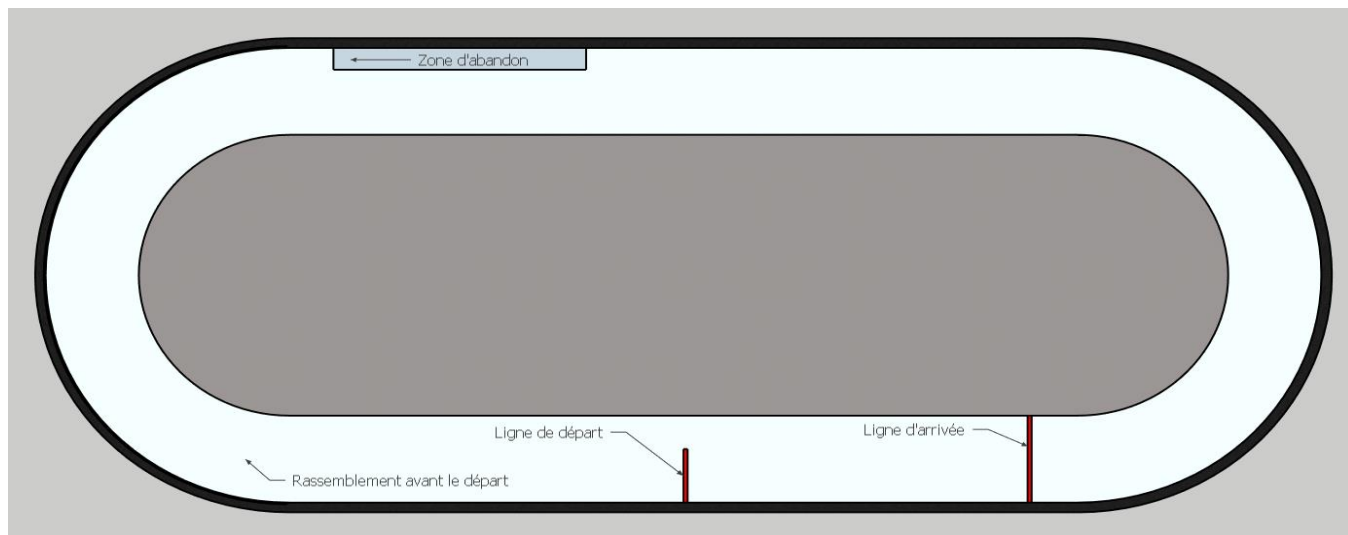 Zone d'abandon
Ligne de départ
Ligne d'arrivée
Rassemblement avant le départ